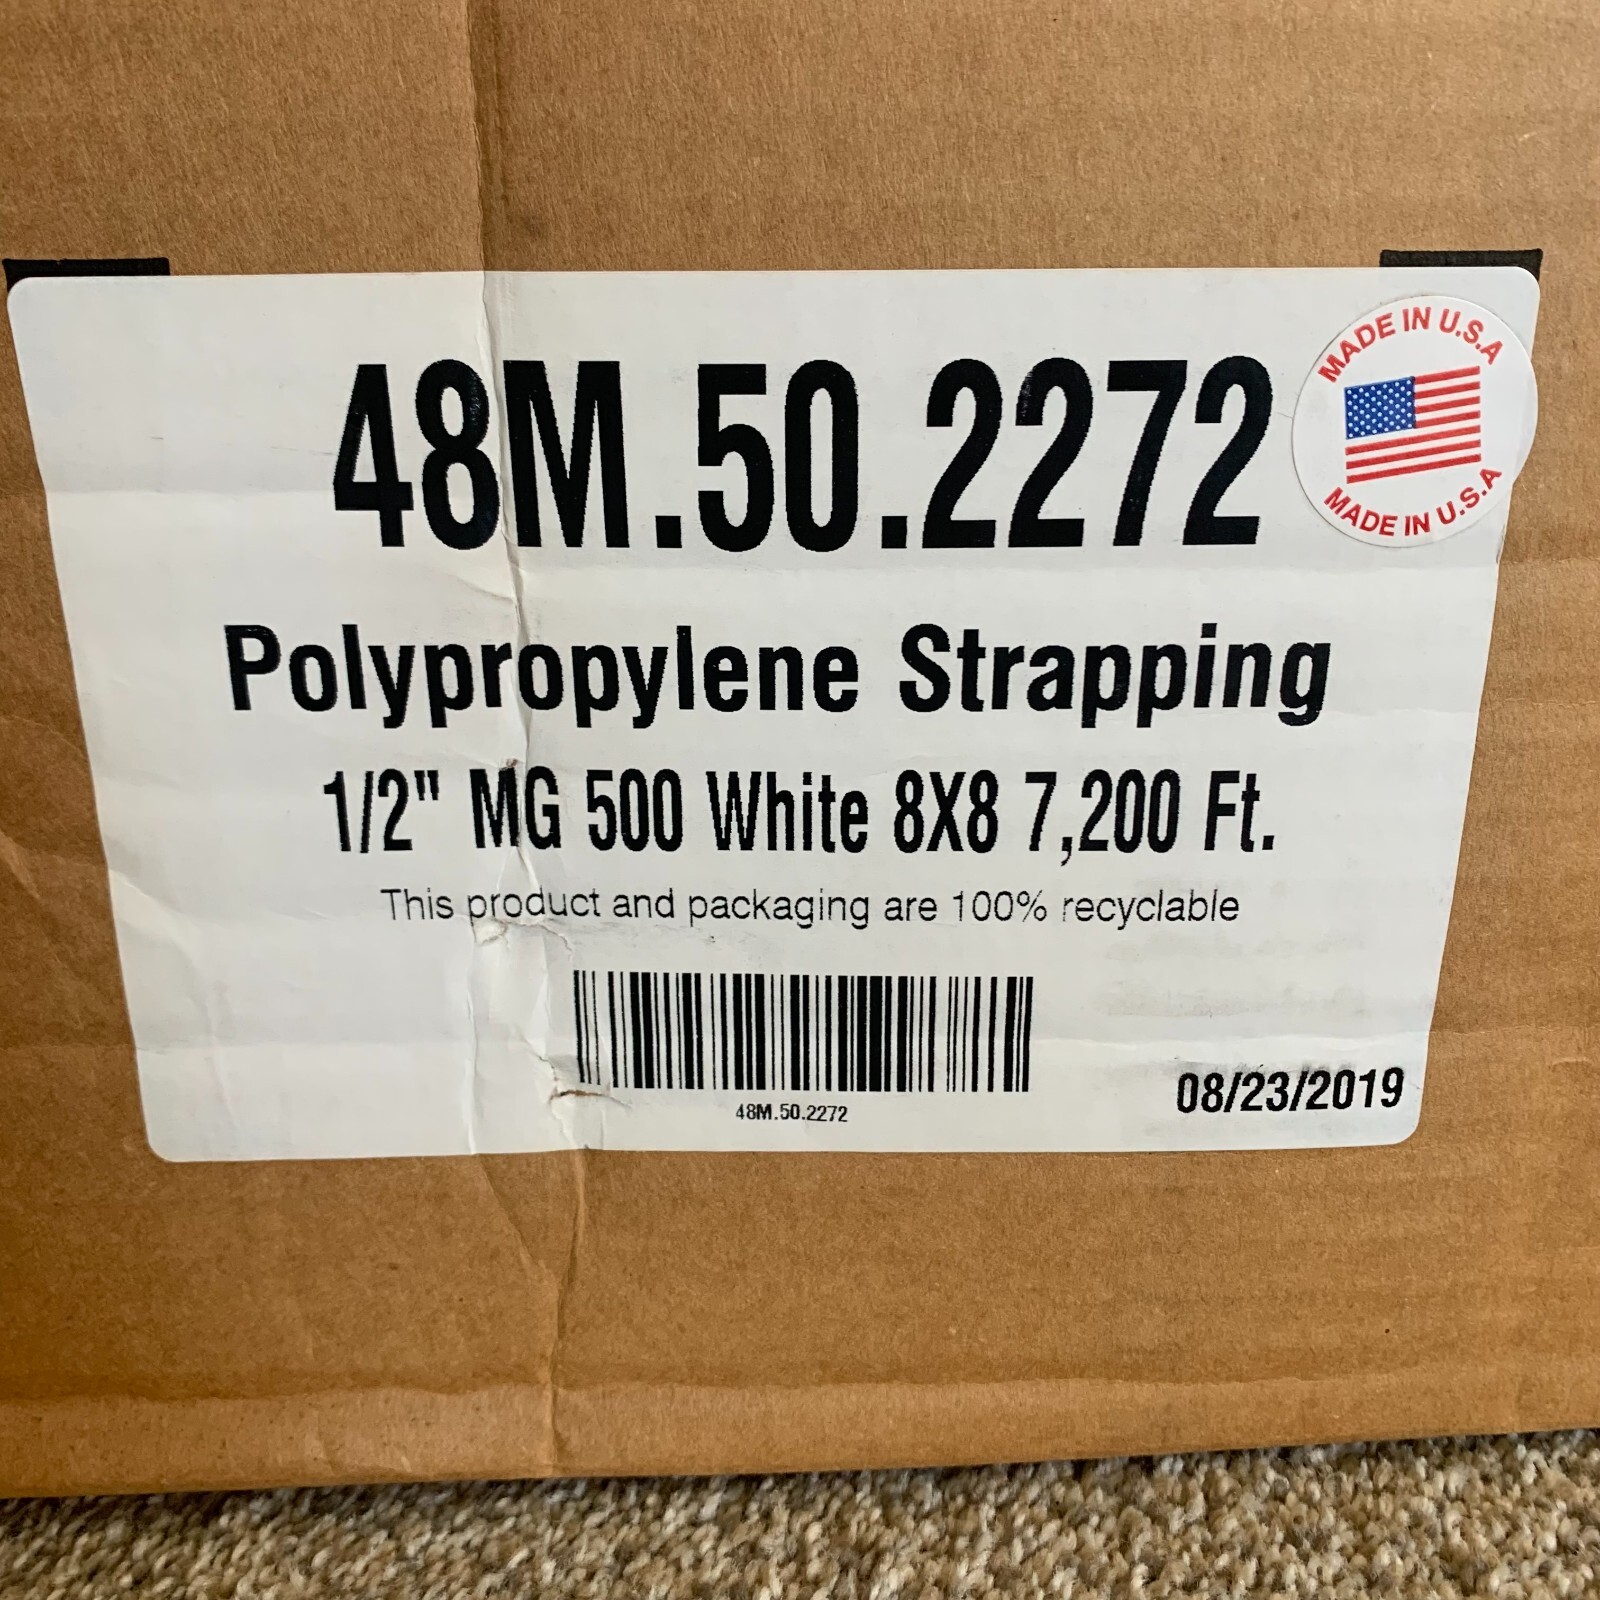 48M.50.2272
MADE IN U.S.A
MADE IN U.S.A
Polypropylene Strapping
1/2" MG 500 White 8X8 7,200 Ft.
This product and packaging are 100% recyclable
48M.50.2272
08/23/2019